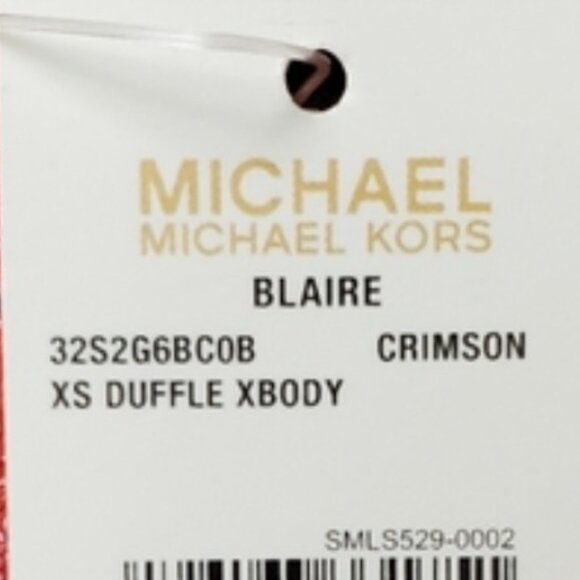 MICHAEL
MICHAEL KORS
BLAIRE
32S2G6BC0B CRIMSON
XS DUFFLE XBODY
SMLS529-0002